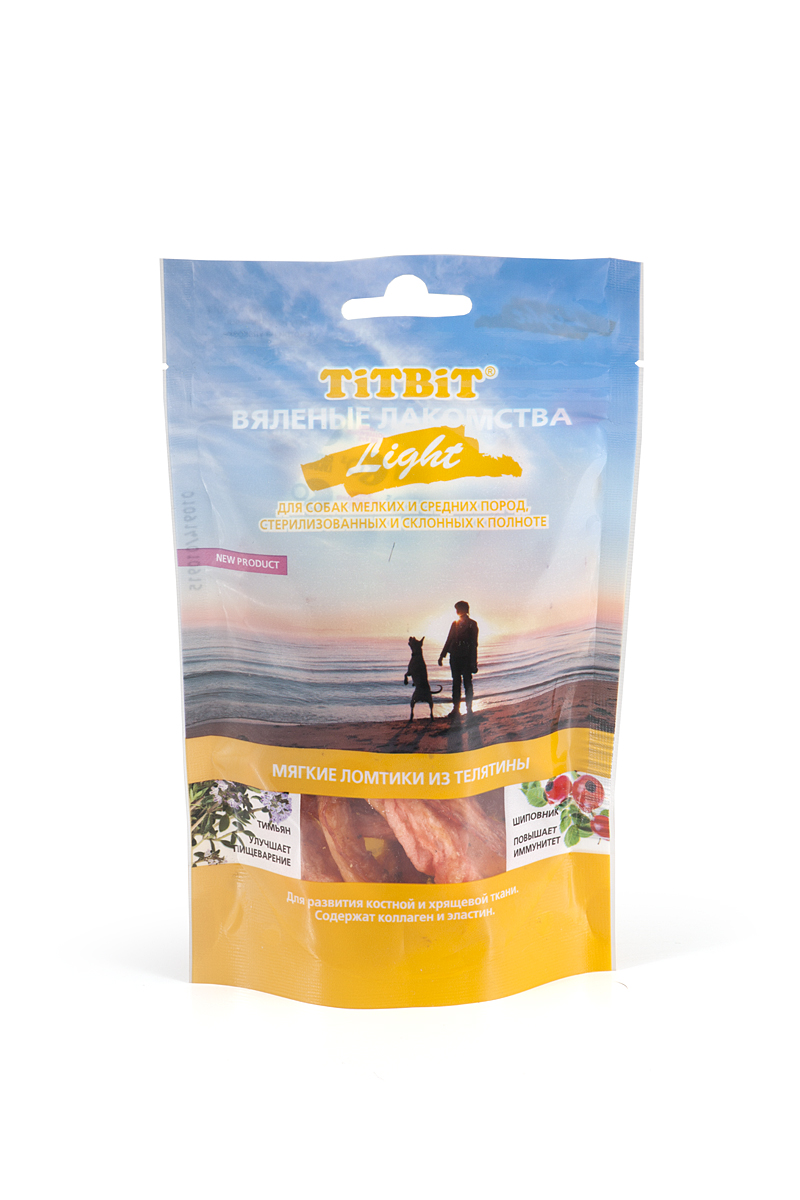 TiTBiT®
ВЯЛЕНЫЕ ЛАКОМСТВА
Light
ДЛЯ СОБАК МЕЛКИХ И СРЕДНИХ ПОРОД,
СТЕРИЛИЗОВАННЫХ И СКЛОННЫХ К ПОЛНОТЕ
NEW PRODUCT
МЯГКИЕ ЛОМТИКИ ИЗ ТЕЛЯТИНЫ
ТИМЬЯН
УЛУЧШАЕТ
ПИЩЕВАРЕНИЕ
ШИПОВНИК
ПОВЫШАЕТ
ИММУНИТЕТ
Для развития костной и хрящевой ткани.
Содержат коллаген и эластин.